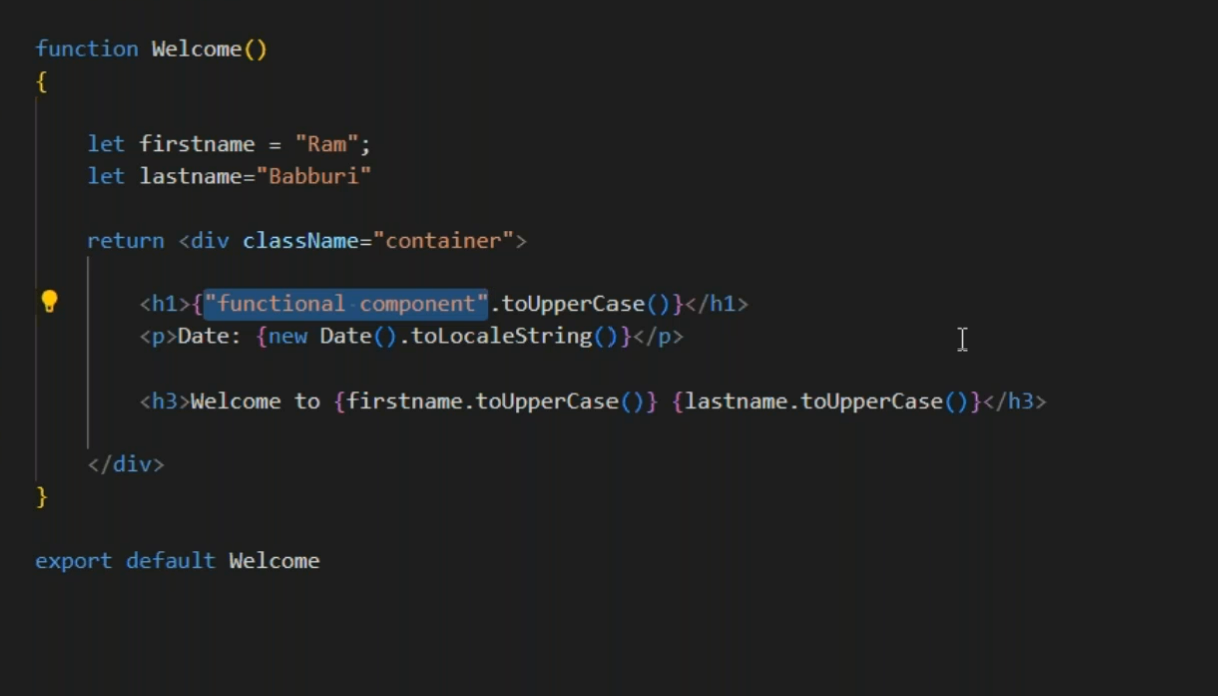 function Welcome()
{
let firstname = "Ram";
let lastname="Babburi"
return <div className="container">
<h1>{"functional component".toUpperCase()}</h1>
<p>Date: {new Date().toLocaleString()}</p>
<h3>Welcome to {firstname.toUpperCase()} {lastname.toUpperCase()}</h3>
</div>
}
export default Welcome